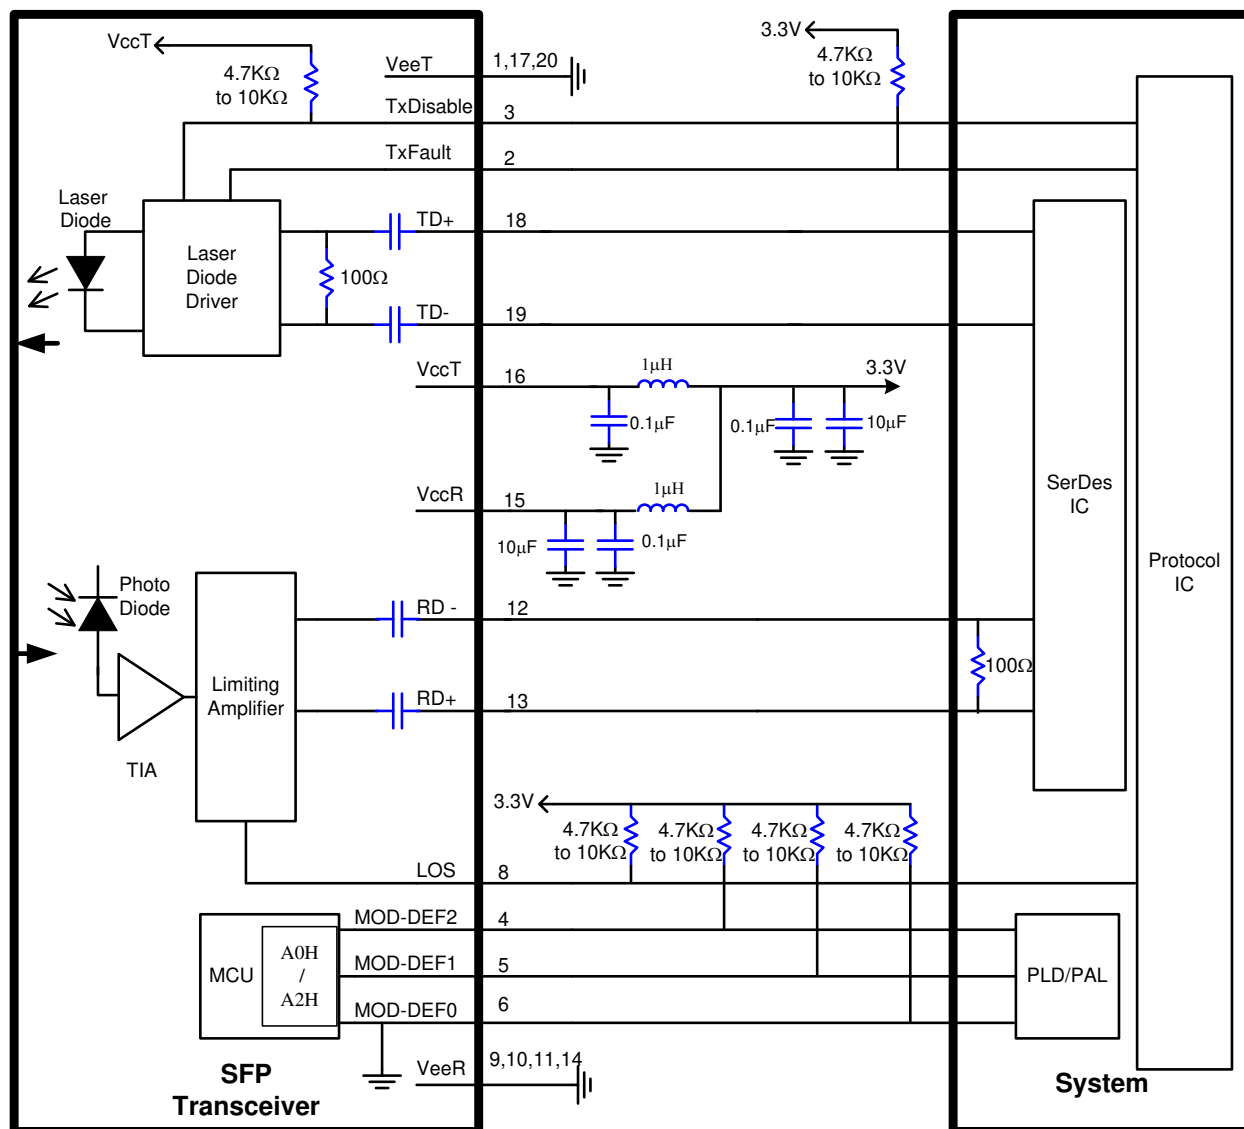 VccT
4.7KΩ
to 10KΩ
VeeT
1,17,20
3.3V
4.7KΩ
to 10KΩ
TxDisable
3
TxFault
2
Laser
Diode
Laser
Diode
Driver
TD+
18
100Ω
TD-
19
VccT
16
1μH
3.3V
0.1μF
0.1μF
10μF
VccR
15
1μH
10μF
0.1μF
SerDes
IC
Protocol
IC
Photo
Diode
RD -
12
100Ω
Limiting
Amplifier
RD+
13
TIA
3.3V
4.7KΩ
to 10KΩ
4.7KΩ
to 10KΩ
4.7KΩ
to 10KΩ
4.7KΩ
to 10KΩ
LOS
8
MOD-DEF2
4
MCU
A0H
/
A2H
MOD-DEF1
5
PLD/PAL
MOD-DEF0
6
VeeR
9,10,11,14
SFP
Transceiver
System